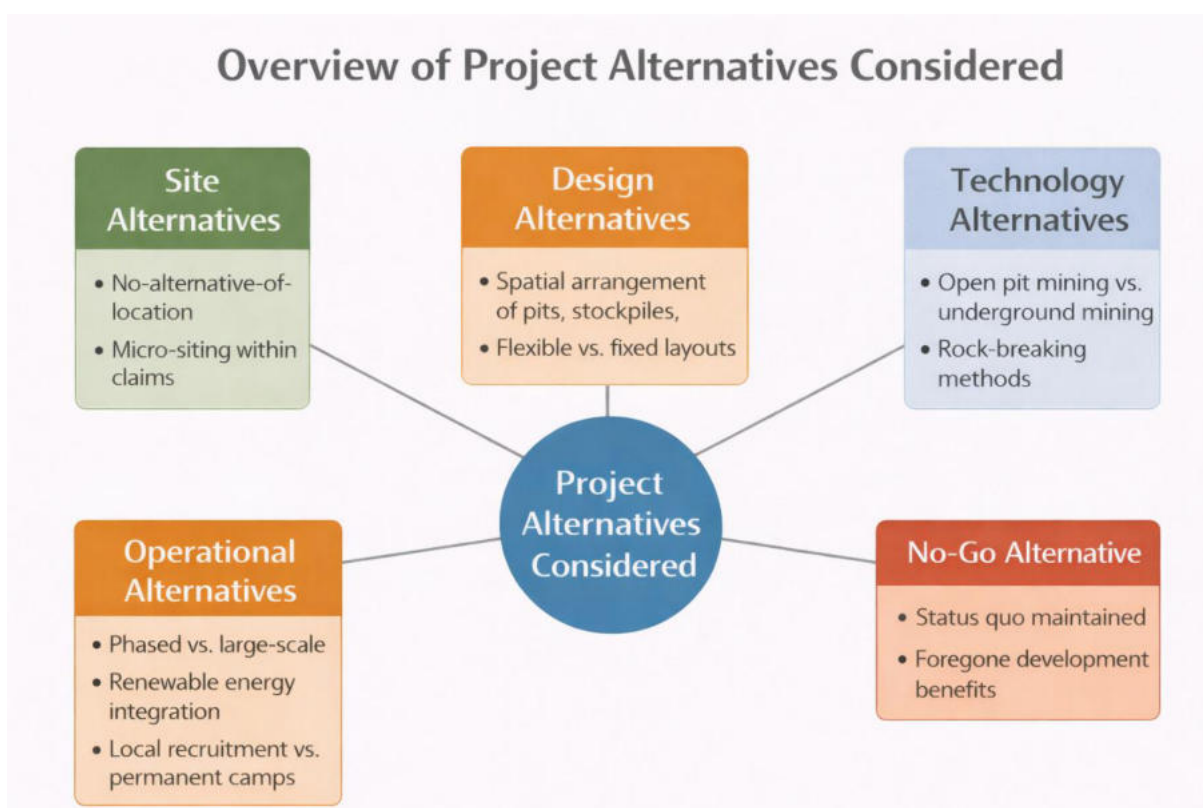 Overview of Project Alternatives Considered
Site
Alternatives
• No-alternative-of-
location
• Micro-siting within
claims
Design
Alternatives
• Spatial arrangement
of pits, stockpiles,
• Flexible vs. fixed layouts
Technology
Alternatives
• Open pit mining vs.
underground mining
• Rock-breaking
methods
Project
Alternatives
Considered
Operational
Alternatives
• Phased vs. large-scale
• Renewable energy
integration
• Local recruitment vs.
permanent camps
No-Go Alternative
• Status quo maintained
• Foregone development
benefits